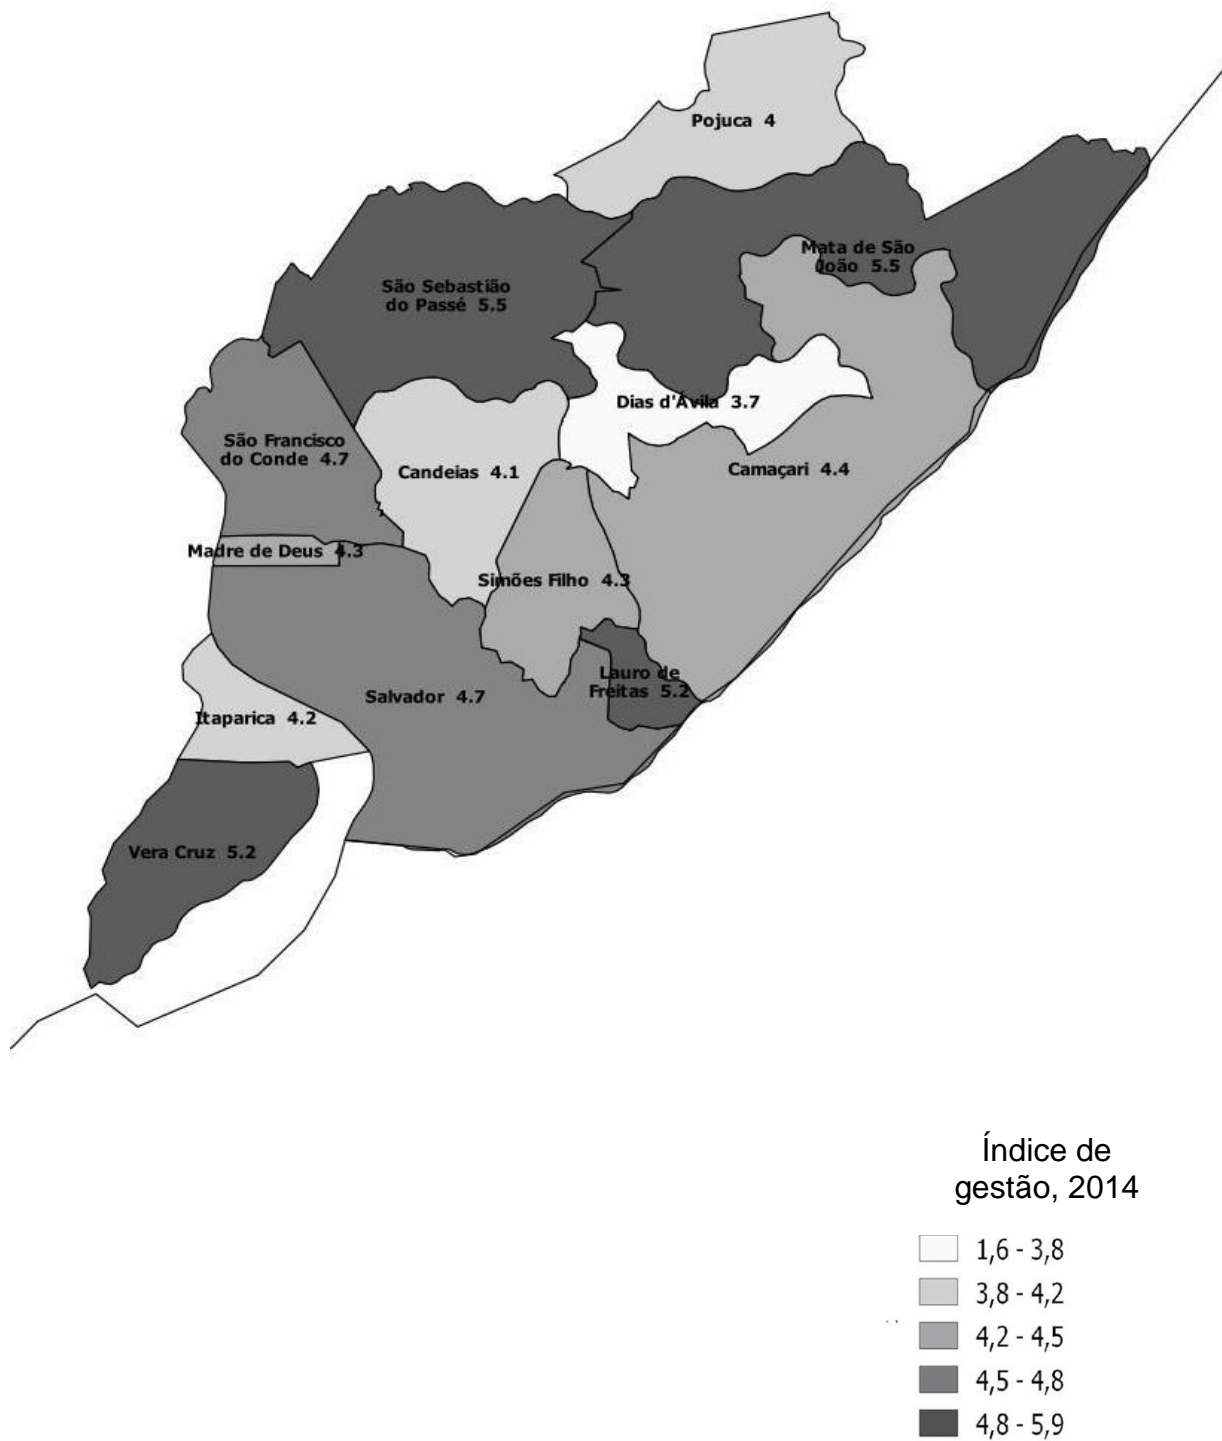 Pojuca 4
Mata de São
João 5.5
São Sebastião
do Passé 5.5
Dias d'Ávila 3.7
São Francisco
do Conde 4.7
Candeias 4.1
Camaçari 4.4
Madre de Deus 4.3
Simões Filho 4.3
Lauro de
Freitas 5.2
Salvador 4.7
Itaparica 4.2
Vera Cruz 5.2
Índice de
gestão, 2014
1,6 - 3,8
3,8 - 4,2
4,2 - 4,5
4,5 - 4,8
4,8 - 5,9